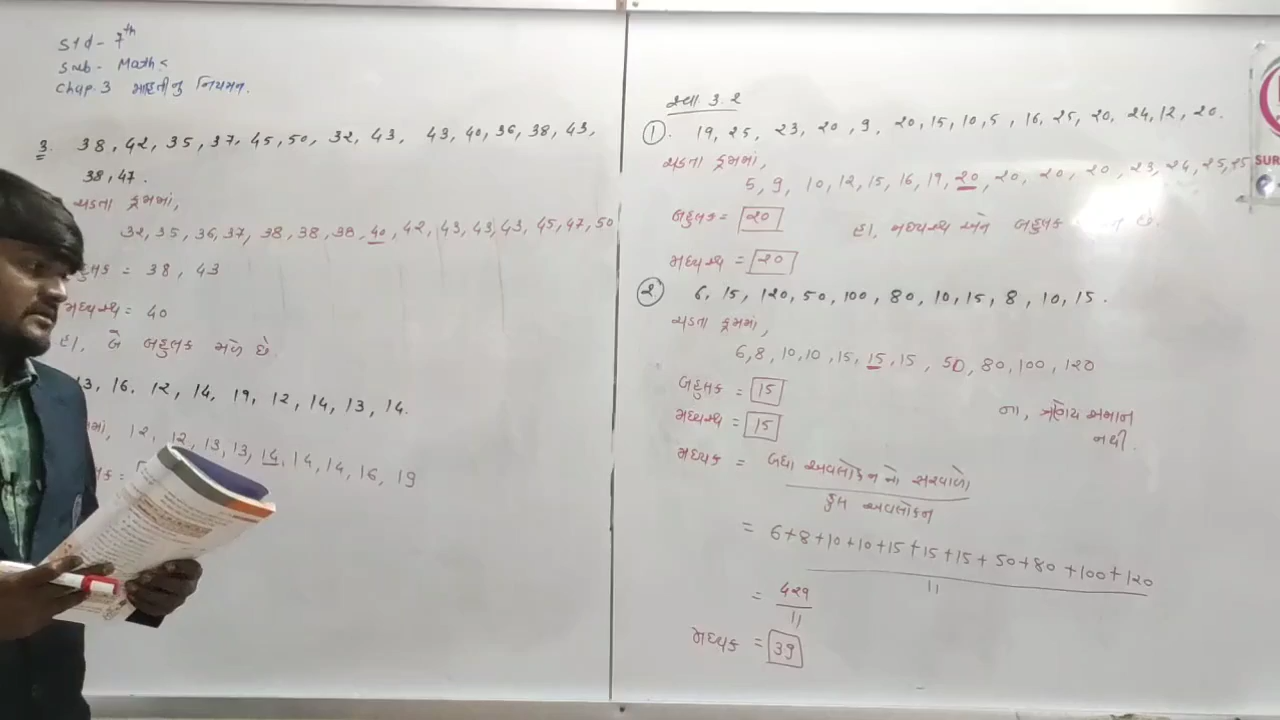 Std - 7th
Sub - Maths
Chap. 3 માહિતીનું નિયમન.
3. 38, 42, 35, 37, 45, 50, 32, 43, 43, 40, 36, 38, 43,
38, 47.
ચડતા ક્રમમાં,
32, 35, 36, 37, 38, 38, 38, 40, 42, 43, 43, 43, 45, 47, 50
= 38, 43
મધ્યસ્થ = 40
હા, બે બહુલક મળે છે.
13, 16, 12, 14, 19, 12, 14, 13, 14.
12, 12, 13, 13, 14, 14, 14, 16, 19
સ્વા. 3.2
1. 19, 25, 23, 20, 9, 20, 15, 10, 5, 16, 25, 20, 24, 12, 20.
ચડતા ક્રમમાં,
5, 9, 10, 12, 15, 16, 19, 20, 20, 20, 20, 23, 24, 25, 25
બહુલક = 20
હા, મધ્યસ્થ અને બહુલક છે.
મધ્યસ્થ = 20
2 6, 15, 120, 50, 100, 80, 10, 15, 8, 10, 15.
ચડતા ક્રમમાં,
6, 8, 10, 10, 15, 15, 15, 50, 80, 100, 120
બહુલક = 15
મધ્યસ્થ = 15
ના, ત્રણેય સમાન
નથી.
મધ્યક = બધા અવલોકનનો સરવાળો
કુલ અવલોકન
= 6+8+10+10+15+15+15+50+80+100+120
11
= 429
11
મધ્યક = 39
SUR